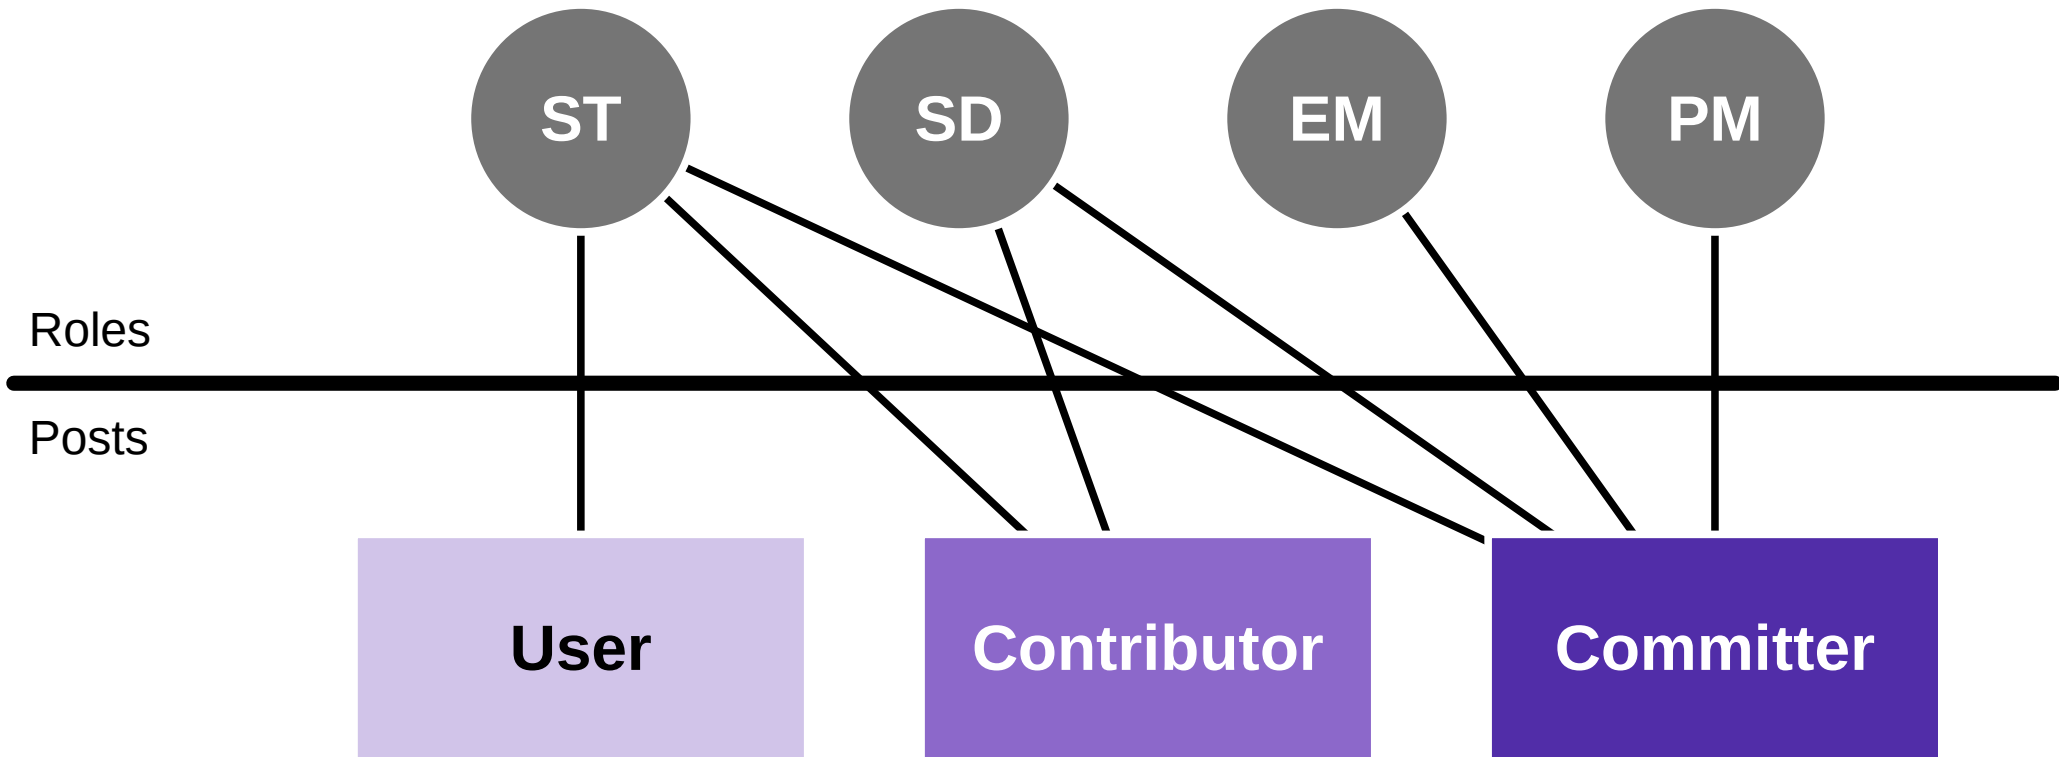 ST
SD
EM
PM
Roles
Posts
User
Contributor
Committer